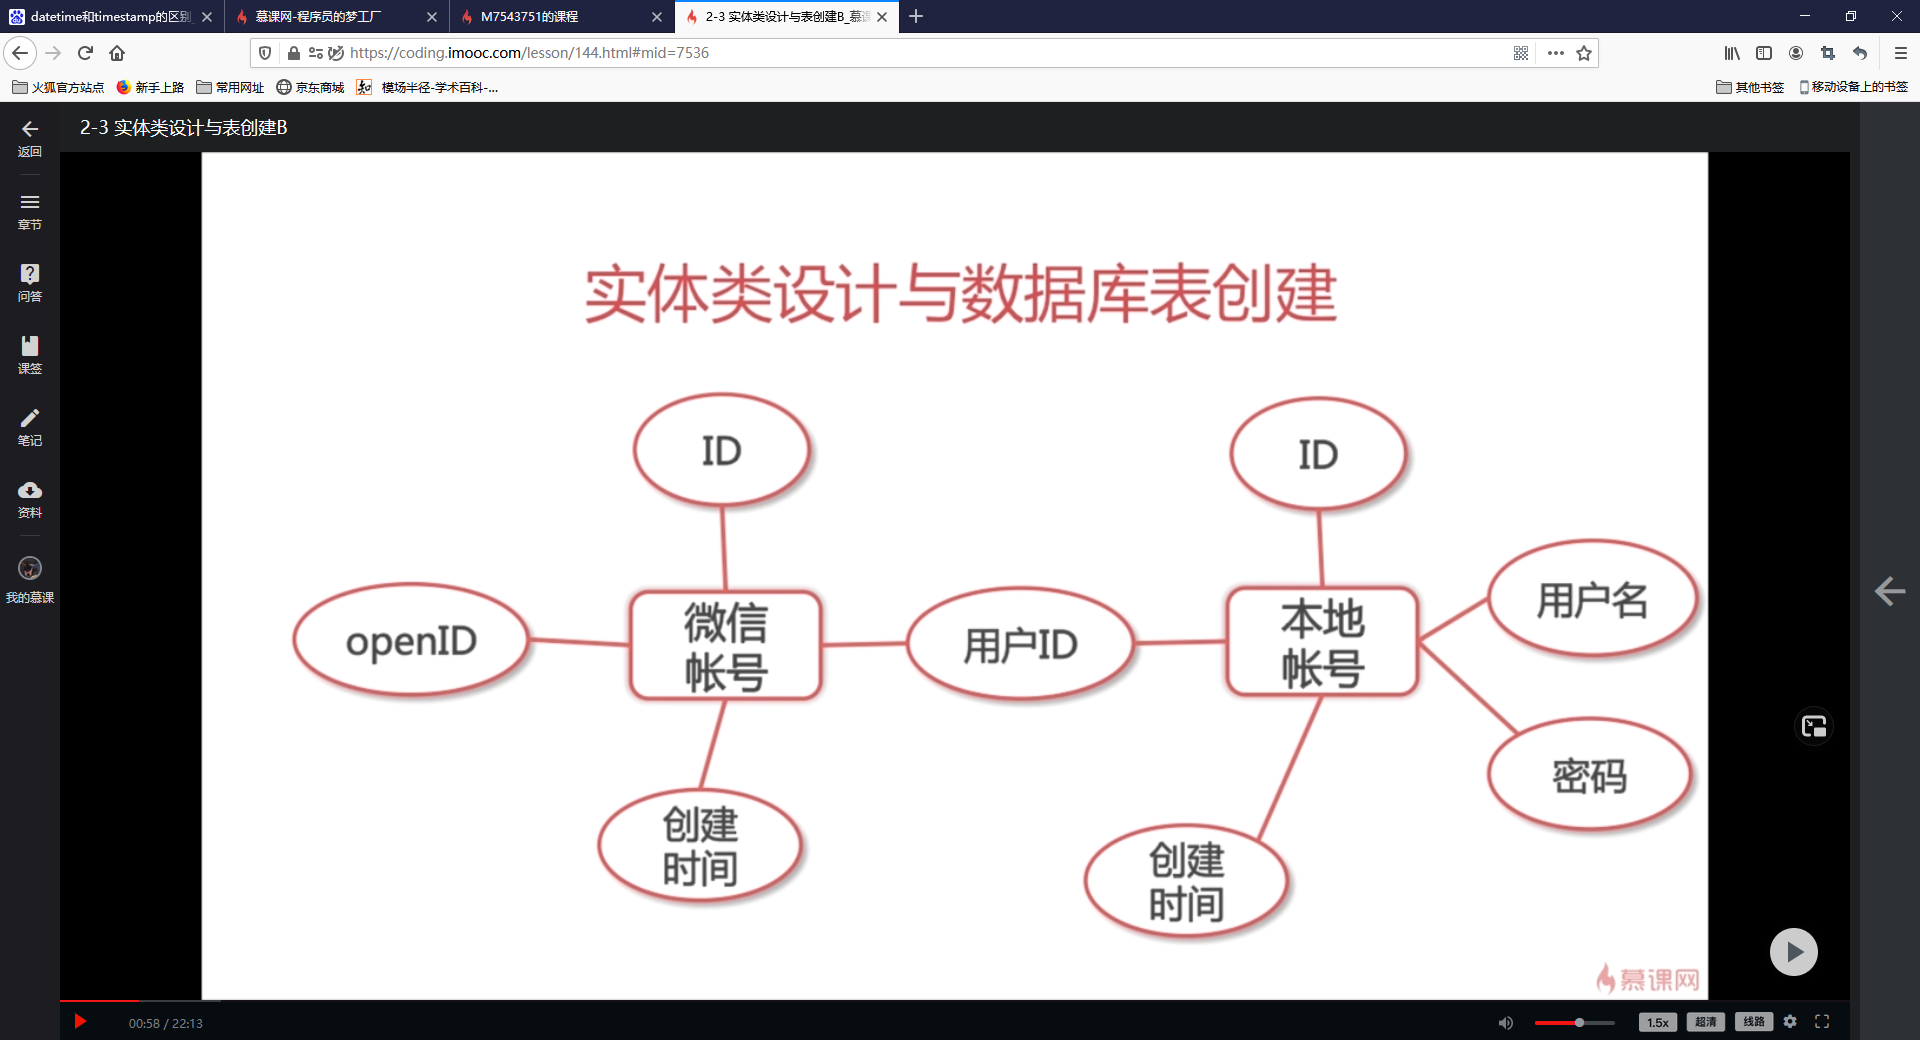 datetime和timestamp的区别
慕课网-程序员的梦工厂
M7543751的课程
2-3 实体类设计与表创建B_慕课
https://coding.imooc.com/lesson/144.html#mid=7536
火狐官方站点
新手上路
常用网址
京东商城
模场半径-学术百科-...
其他书签
移动设备上的书签
返回
2-3 实体类设计与表创建B
章节
问答
课签
笔记
资料
我的慕课
实体类设计与数据库表创建
ID
ID
openID
微信
帐号
用户ID
本地
帐号
用户名
密码
创建
时间
创建
时间
慕课网
00:58 / 22:13
1.5x
超清
线路